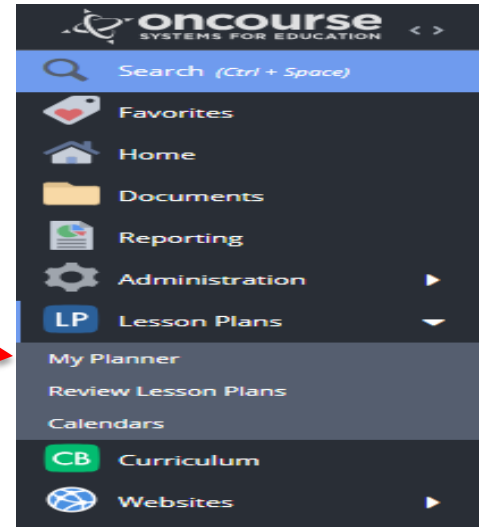 oncourse
SYSTEMS FOR EDUCATION < >
Search (Ctrl + Space)
Favorites
Home
Documents
Reporting
Administration
LP Lesson Plans
My Planner
Review Lesson Plans
Calendars
CB Curriculum
Websites